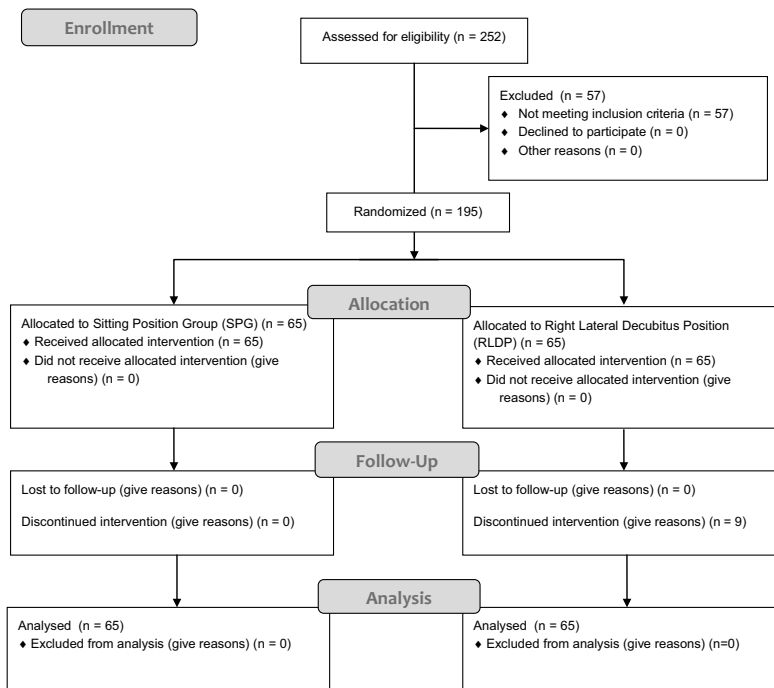 Enrollment
Assessed for eligibility (n = 252)
Excluded (n = 57)
♦ Not meeting inclusion criteria (n = 57)
♦ Declined to participate (n = 0)
♦ Other reasons (n = 0)
Randomized (n = 195)
Allocation
Allocated to Sitting Position Group (SPG) (n = 65)
♦ Received allocated intervention (n = 65)
♦ Did not receive allocated intervention (give
reasons) (n = 0)
Allocated to Right Lateral Decubitus Position
(RLDP) (n = 65)
♦ Received allocated intervention (n = 65)
♦ Did not receive allocated intervention (give
reasons) (n = 0)
Follow-Up
Lost to follow-up (give reasons) (n = 0)
Discontinued intervention (give reasons) (n = 0)
Lost to follow-up (give reasons) (n = 0)
Discontinued intervention (give reasons) (n = 9)
Analysis
Analysed (n = 65)
♦ Excluded from analysis (give reasons) (n = 0)
Analysed (n = 65)
♦ Excluded from analysis (give reasons) (n=0)